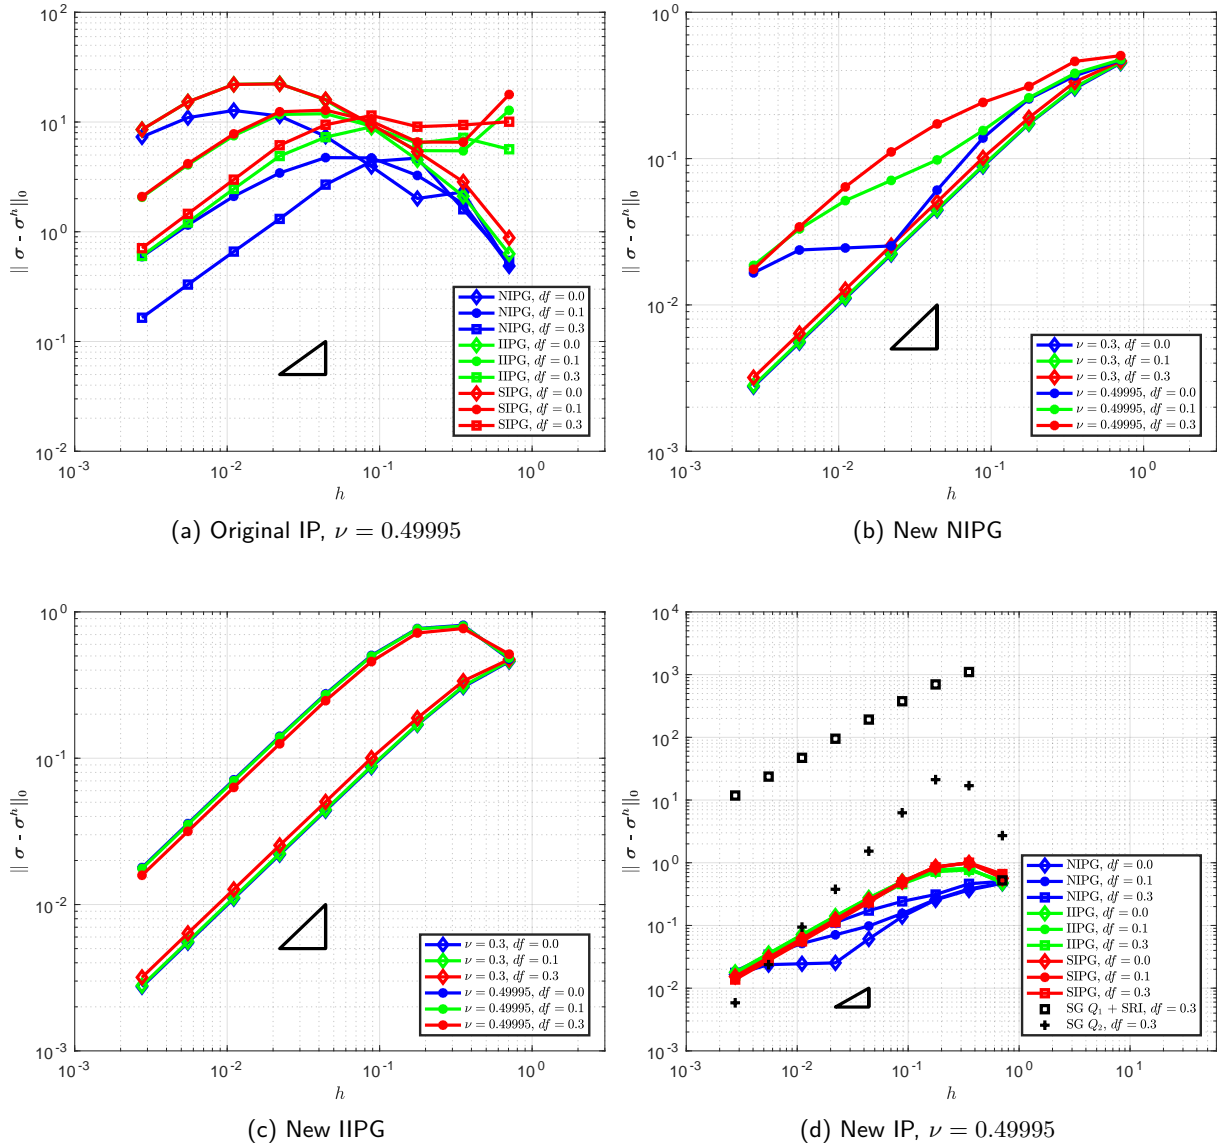 10^2
10^1
10^0
10^-1
10^-2
10^-3
10^-2
10^-1
10^0
|| σ - σ^h ||_0
h
NIPG, df = 0.0
NIPG, df = 0.1
NIPG, df = 0.3
IIPG, df = 0.0
IIPG, df = 0.1
IIPG, df = 0.3
SIPG, df = 0.0
SIPG, df = 0.1
SIPG, df = 0.3
(a) Original IP, ν = 0.49995
10^0
10^-1
10^-2
10^-3
10^-3
10^-2
10^-1
10^0
|| σ - σ^h ||_0
h
ν = 0.3, df = 0.0
ν = 0.3, df = 0.1
ν = 0.3, df = 0.3
ν = 0.49995, df = 0.0
ν = 0.49995, df = 0.1
ν = 0.49995, df = 0.3
(b) New NIPG
10^0
10^-1
10^-2
10^-3
10^-3
10^-2
10^-1
10^0
|| σ - σ^h ||_0
h
ν = 0.3, df = 0.0
ν = 0.3, df = 0.1
ν = 0.3, df = 0.3
ν = 0.49995, df = 0.0
ν = 0.49995, df = 0.1
ν = 0.49995, df = 0.3
(c) New IIPG
10^4
10^3
10^2
10^1
10^0
10^-1
10^-2
10^-3
10^-3
10^-2
10^-1
10^0
10^1
|| σ - σ^h ||_0
h
NIPG, df = 0.0
NIPG, df = 0.1
NIPG, df = 0.3
IIPG, df = 0.0
IIPG, df = 0.1
IIPG, df = 0.3
SIPG, df = 0.0
SIPG, df = 0.1
SIPG, df = 0.3
SG Q_1 + SRI, df = 0.3
SG Q_2, df = 0.3
(d) New IP, ν = 0.49995